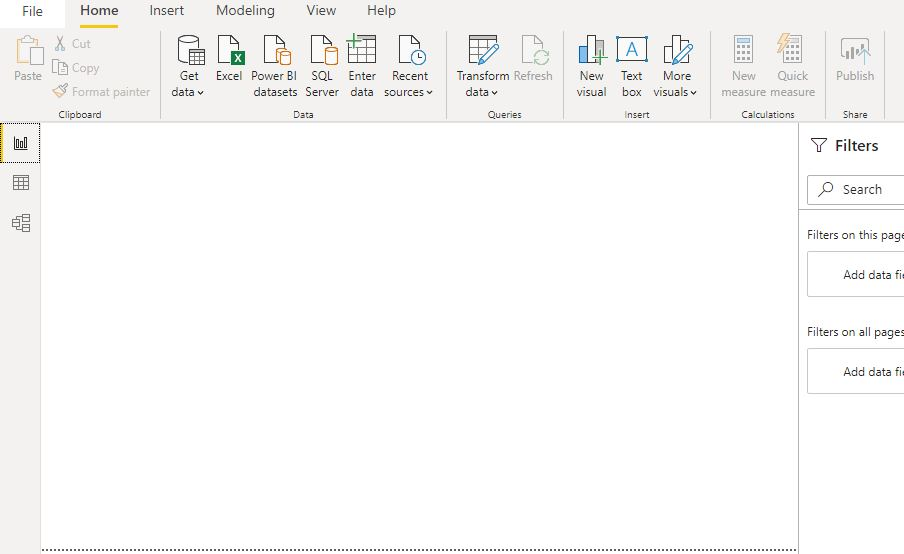 File Home Insert Modeling View Help
Paste
Cut
Copy
Format painter
Clipboard
Get data
Excel
Power BI datasets
SQL Server
Enter data
Recent sources
Data
Transform data
Refresh
Queries
New visual
Text box
More visuals
Insert
New measure
Quick measure
Calculations
Publish
Share
Filters
Search
Filters on this page
Add data fie
Filters on all pages
Add data fie